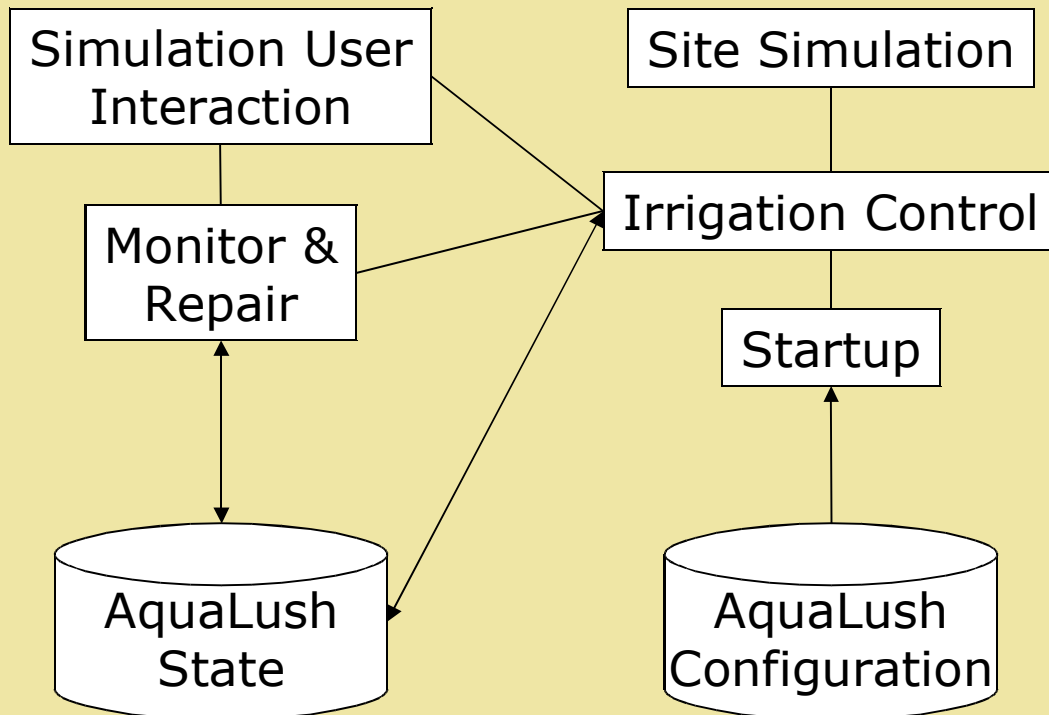 Simulation User
Interaction
Site Simulation
Irrigation Control
Monitor &
Repair
Startup
AquaLush
State
AquaLush
Configuration